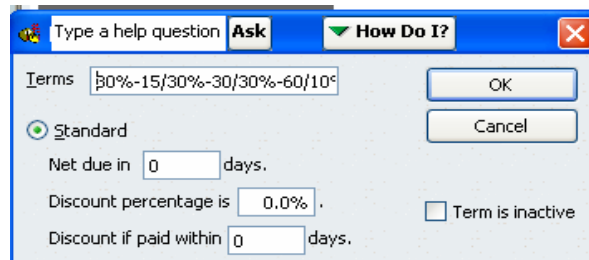 Type a help question Ask How Do I?
Terms 30%-15/30%-30/30%-60/10%
OK
Standard
Cancel
Net due in 0 days.
Discount percentage is 0.0% .
Term is inactive
Discount if paid within 0 days.